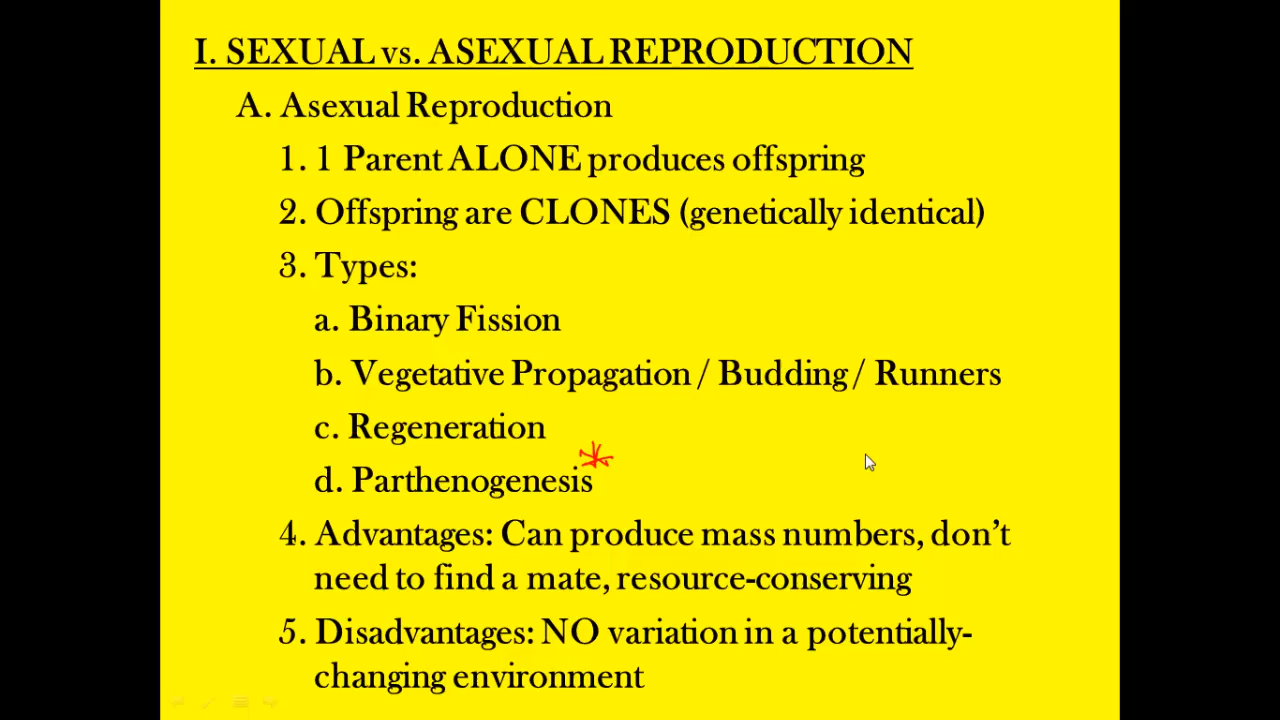 I. SEXUAL vs. ASEXUAL REPRODUCTION
A. Asexual Reproduction
1. 1 Parent ALONE produces offspring
2. Offspring are CLONES (genetically identical)
3. Types:
a. Binary Fission
b. Vegetative Propagation / Budding / Runners
c. Regeneration
d. Parthenogenesis*
4. Advantages: Can produce mass numbers, don't
need to find a mate, resource-conserving
5. Disadvantages: NO variation in a potentially-
changing environment